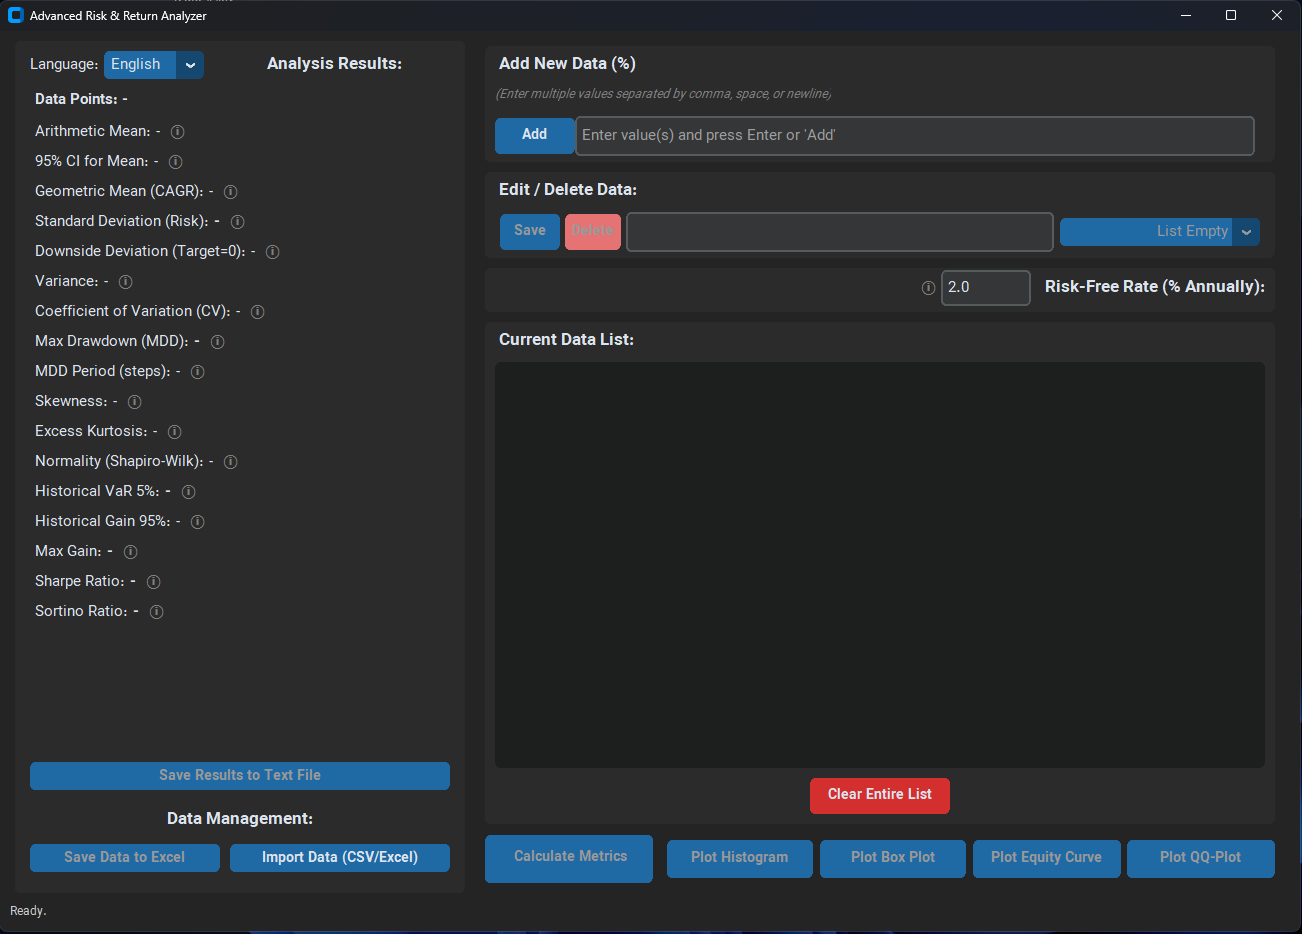 Advanced Risk & Return Analyzer
Language: English
Analysis Results:
Data Points: -
Arithmetic Mean: -
95% CI for Mean: -
Geometric Mean (CAGR): -
Standard Deviation (Risk): -
Downside Deviation (Target=0): -
Variance: -
Coefficient of Variation (CV): -
Max Drawdown (MDD): -
MDD Period (steps): -
Skewness: -
Excess Kurtosis: -
Normality (Shapiro-Wilk): -
Historical VaR 5%: -
Historical Gain 95%: -
Max Gain: -
Sharpe Ratio: -
Sortino Ratio: -
Save Results to Text File
Data Management:
Save Data to Excel
Import Data (CSV/Excel)
Add New Data (%)
(Enter multiple values separated by comma, space, or newline)
Add
Enter value(s) and press Enter or 'Add'
Edit / Delete Data:
Save
Delete
List Empty
2.0
Risk-Free Rate (% Annually):
Current Data List:
Clear Entire List
Calculate Metrics
Plot Histogram
Plot Box Plot
Plot Equity Curve
Plot QQ-Plot
Ready.